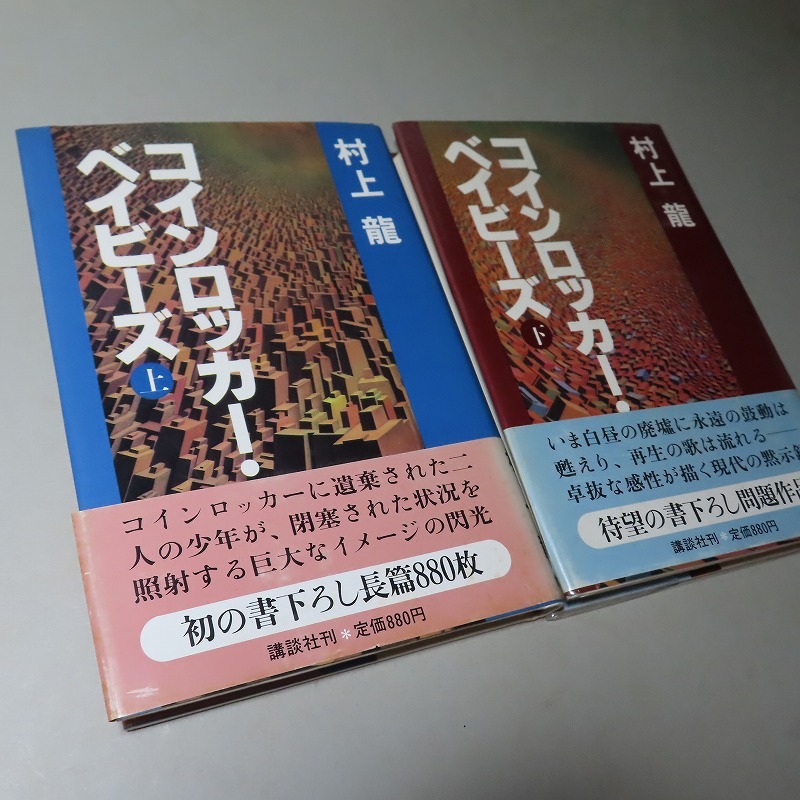 村上龍
コインロッカー・
ベイビーズ
上
コインロッカーに遺棄された二
人の少年が、閉塞された状況を
照射する巨大なイメージの閃光
初の書下ろし長篇880枚
講談社刊*定価880円
村上龍
コインロッカー・
ベイビーズ
下
いま白昼の廃墟に永遠の鼓動は
甦えり、再生の歌は流れる──
卓抜な感性が描く現代の黙示録
待望の書下ろし問題作品
講談社刊*定価880円